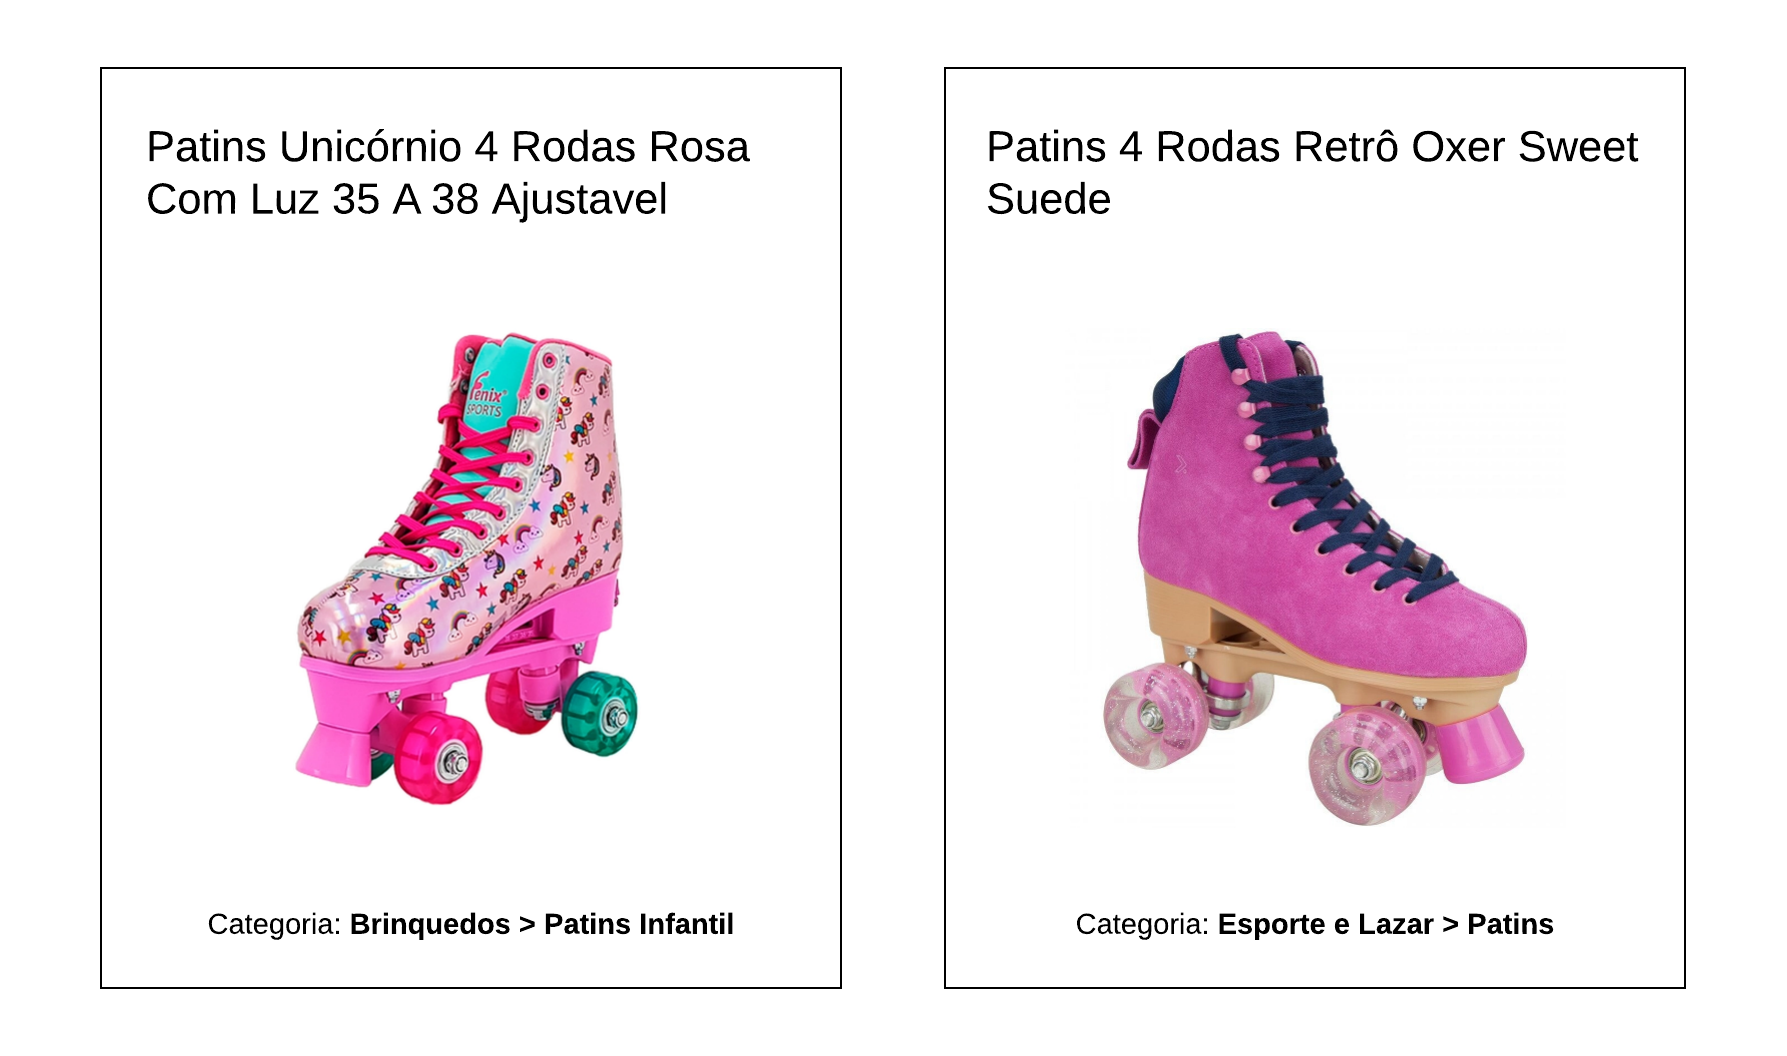 Patins Unicórnio 4 Rodas Rosa
Com Luz 35 A 38 Ajustavel
fenix
SPORTS
Categoria: Brinquedos > Patins Infantil
Patins 4 Rodas Retrô Oxer Sweet
Suede
Categoria: Esporte e Lazar > Patins